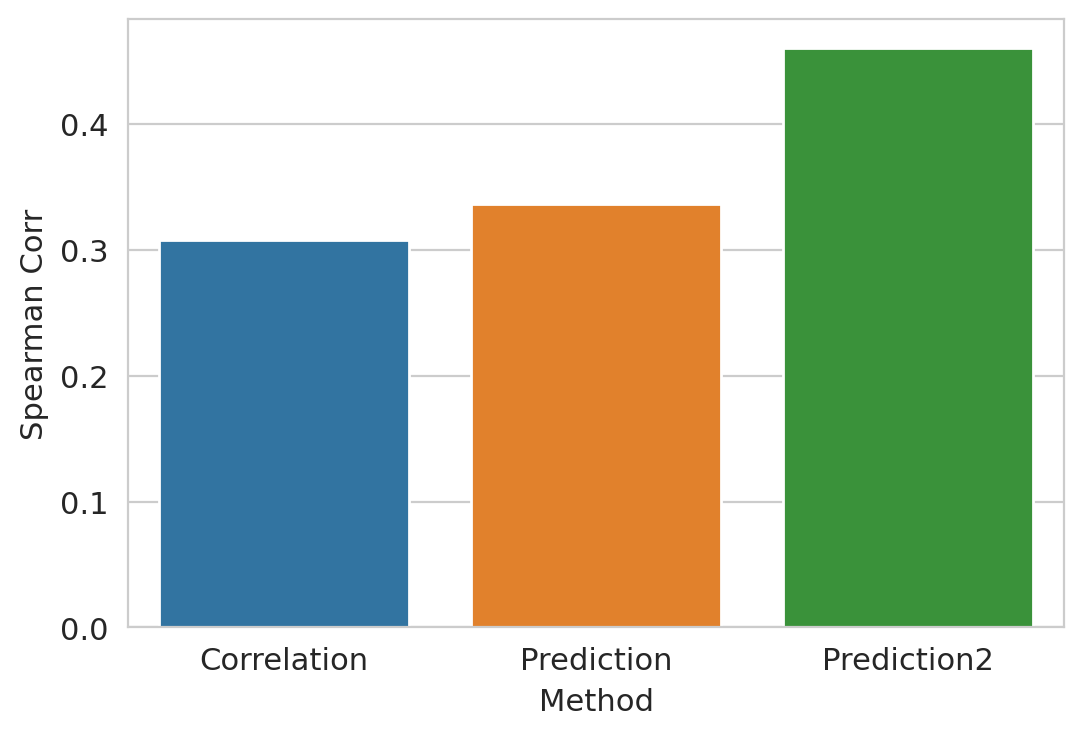 Spearman Corr
0.4
0.3
0.2
0.1
0.0
Correlation
Prediction
Prediction2
Method